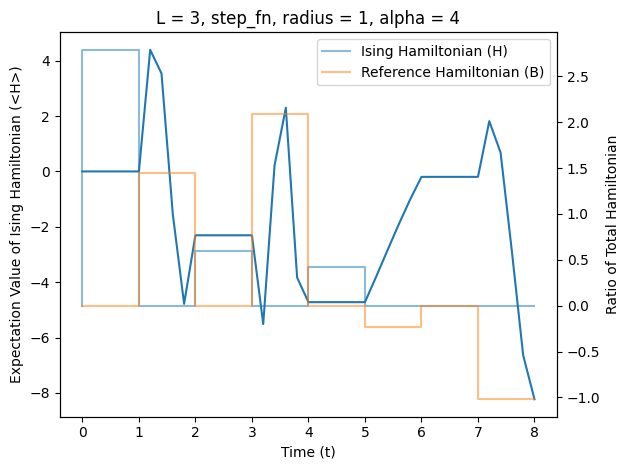 L = 3, step_fn, radius = 1, alpha = 4
Ising Hamiltonian (H)
Reference Hamiltonian (B)
Expectation Value of Ising Hamiltonian (<H>)
4
2
0
−2
−4
−6
−8
2.5
2.0
1.5
1.0
0.5
0.0
−0.5
−1.0
Ratio of Total Hamiltonian
0 1 2 3 4 5 6 7 8
Time (t)